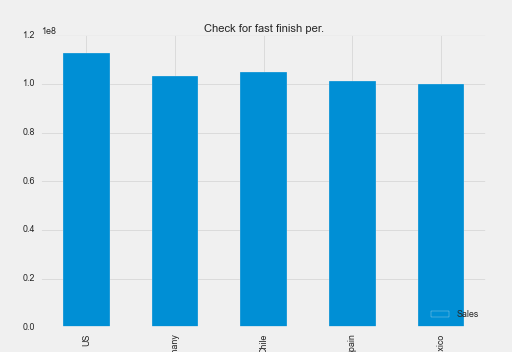 Check for fast finish per.
1e8
1.2
1.0
0.8
0.6
0.4
0.2
0.0
Sales
US
many
Chile
pain
xico